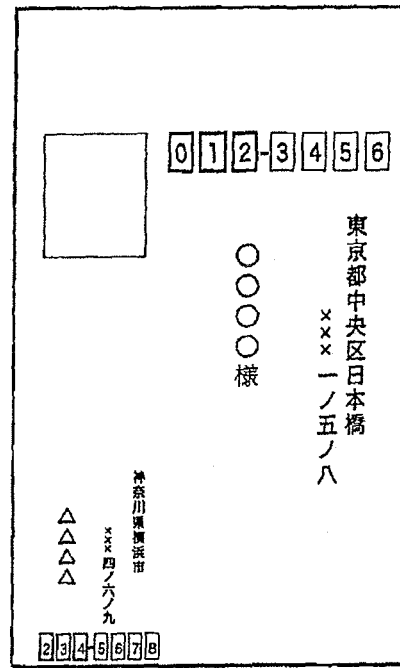 012-3456
東京都中央区日本橋
×××一ノ五ノ八
○○○○様
神奈川県横浜市
×××四ノ六ノ九
△△△△
234-5678